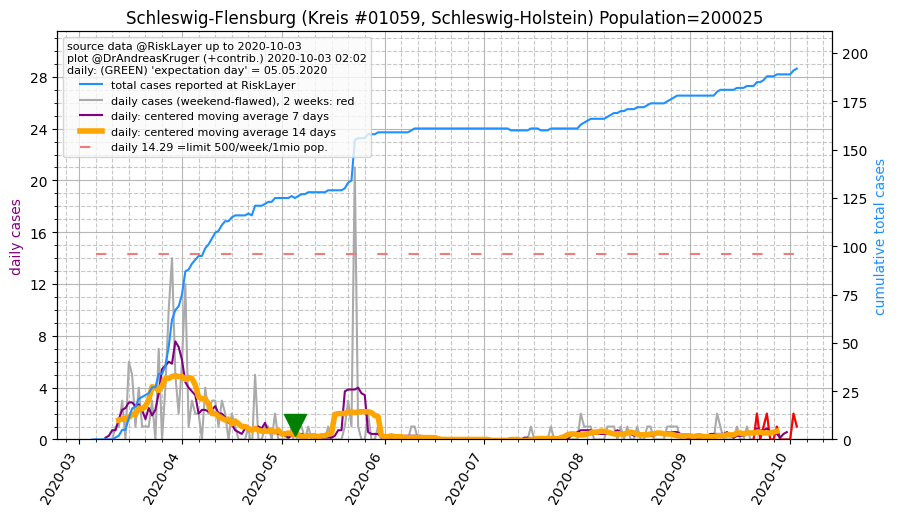 Schleswig-Flensburg (Kreis #01059, Schleswig-Holstein) Population=200025
source data @RiskLayer up to 2020-10-03
plot @DrAndreasKruger (+contrib.) 2020-10-03 02:02
daily: (GREEN) 'expectation day' = 05.05.2020
total cases reported at RiskLayer
daily cases (weekend-flawed), 2 weeks: red
daily: centered moving average 7 days
daily: centered moving average 14 days
daily 14.29 =limit 500/week/1mio pop.
daily cases
28
24
20
16
12
8
4
0
cumulative total cases
200
175
150
125
100
75
50
25
0
2020-03
2020-04
2020-05
2020-06
2020-07
2020-08
2020-09
2020-10